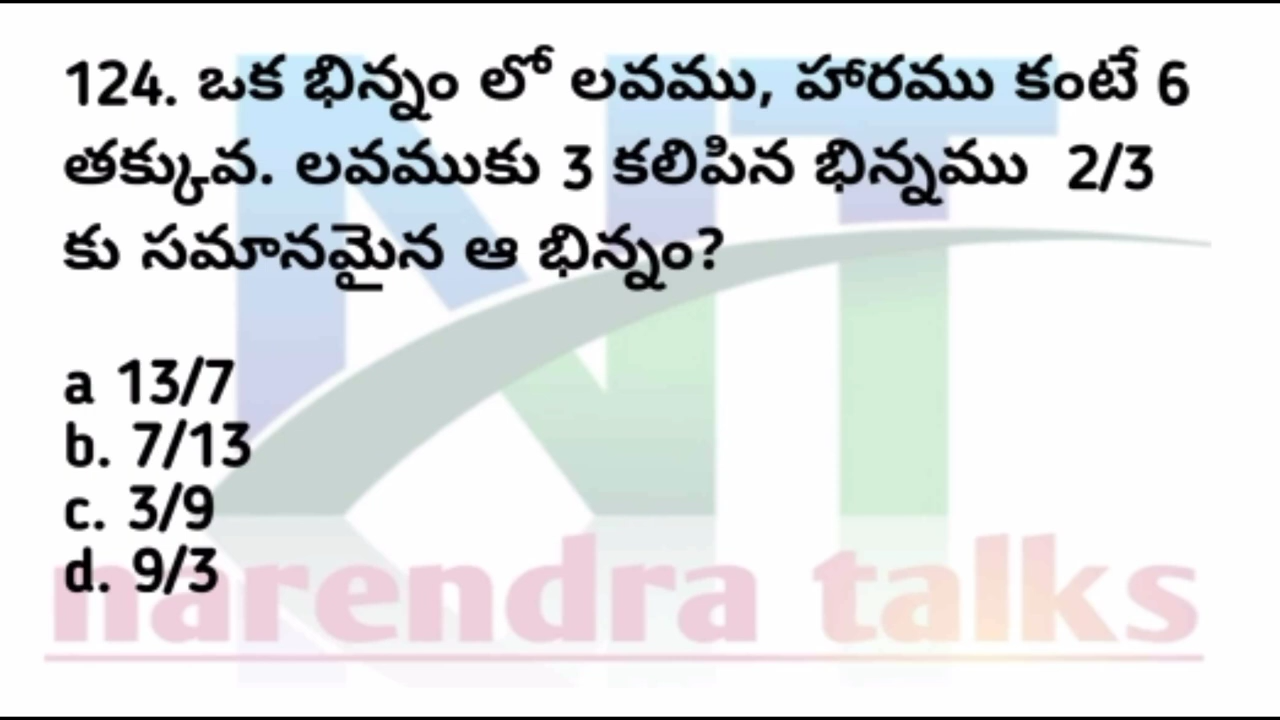 124. ఒక భిన్నం లో లవము, హారము కంటే 6
తక్కువ. లవముకు 3 కలిపిన భిన్నము 2/3
కు సమానమైన ఆ భిన్నం?
a 13/7
b. 7/13
c. 3/9
d. 9/3
narendra talks